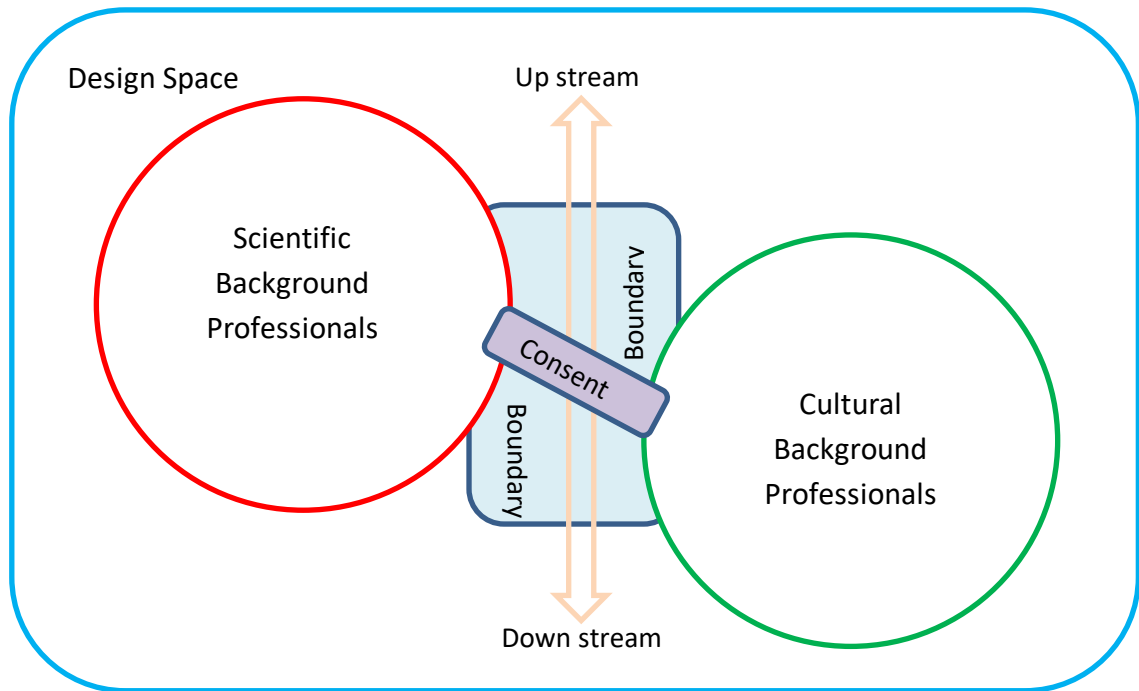 Design Space
Up stream
Scientific
Background
Professionals
Boundary
Consent
Boundary
Cultural
Background
Professionals
Down stream